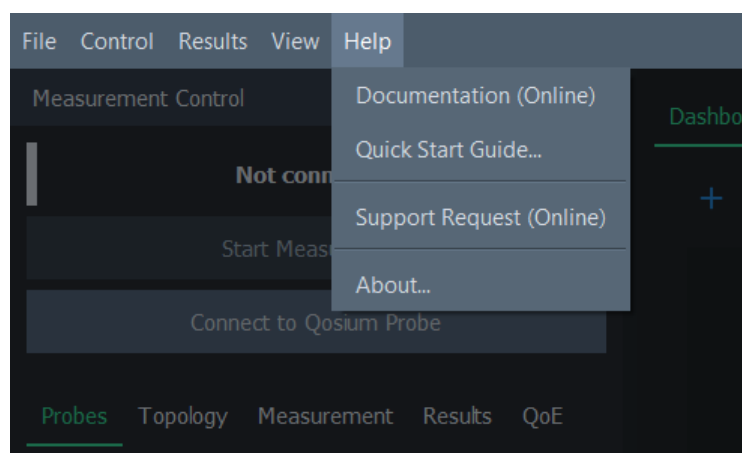 File Control Results View Help
Measurement Control
Documentation (Online)
Dashbo
Quick Start Guide...
Not conn
Support Request (Online)
Start Meas
About...
Connect to Qosium Probe
Probes Topology Measurement Results QoE